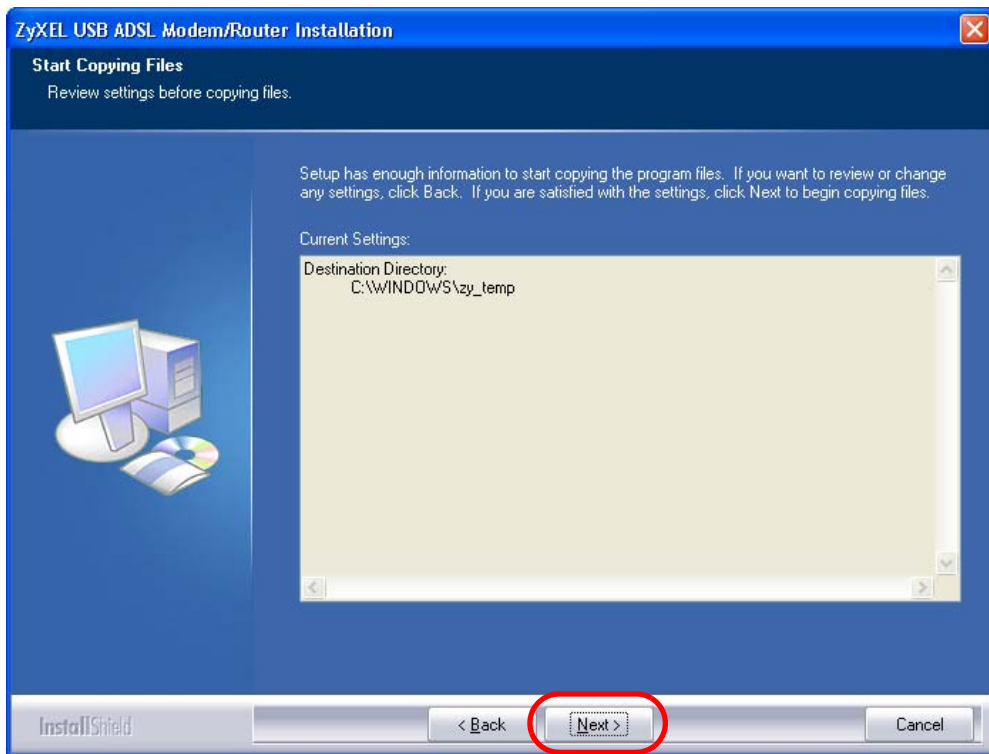 ZyXEL USB ADSL Modem/Router Installation
Start Copying Files
Review settings before copying files.
Setup has enough information to start copying the program files. If you want to review or change
any settings, click Back. If you are satisfied with the settings, click Next to begin copying files.
Current Settings:
Destination Directory:
C:\WINDOWS\zy_temp
InstallShield
< Back
Next >
Cancel